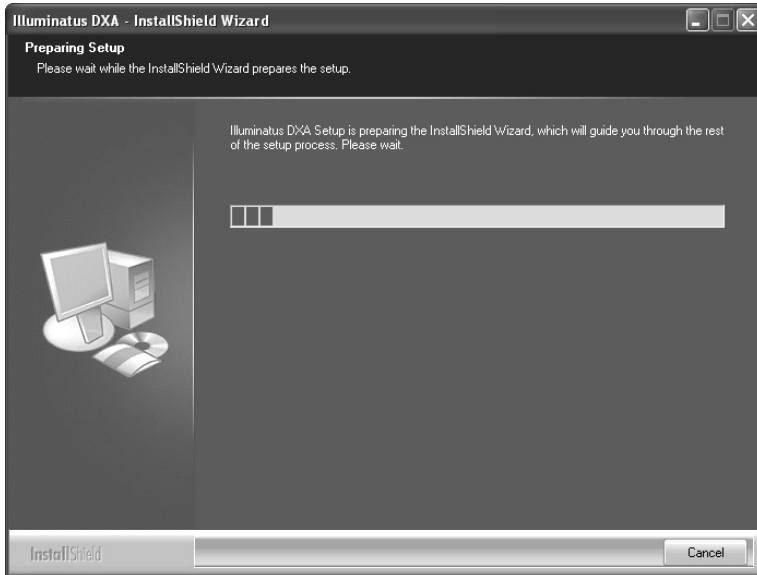 Illuminatus DXA - InstallShield Wizard
Preparing Setup
Please wait while the InstallShield Wizard prepares the setup.
Illuminatus DXA Setup is preparing the InstallShield Wizard, which will guide you through the rest
of the setup process. Please wait.
InstallShield
Cancel